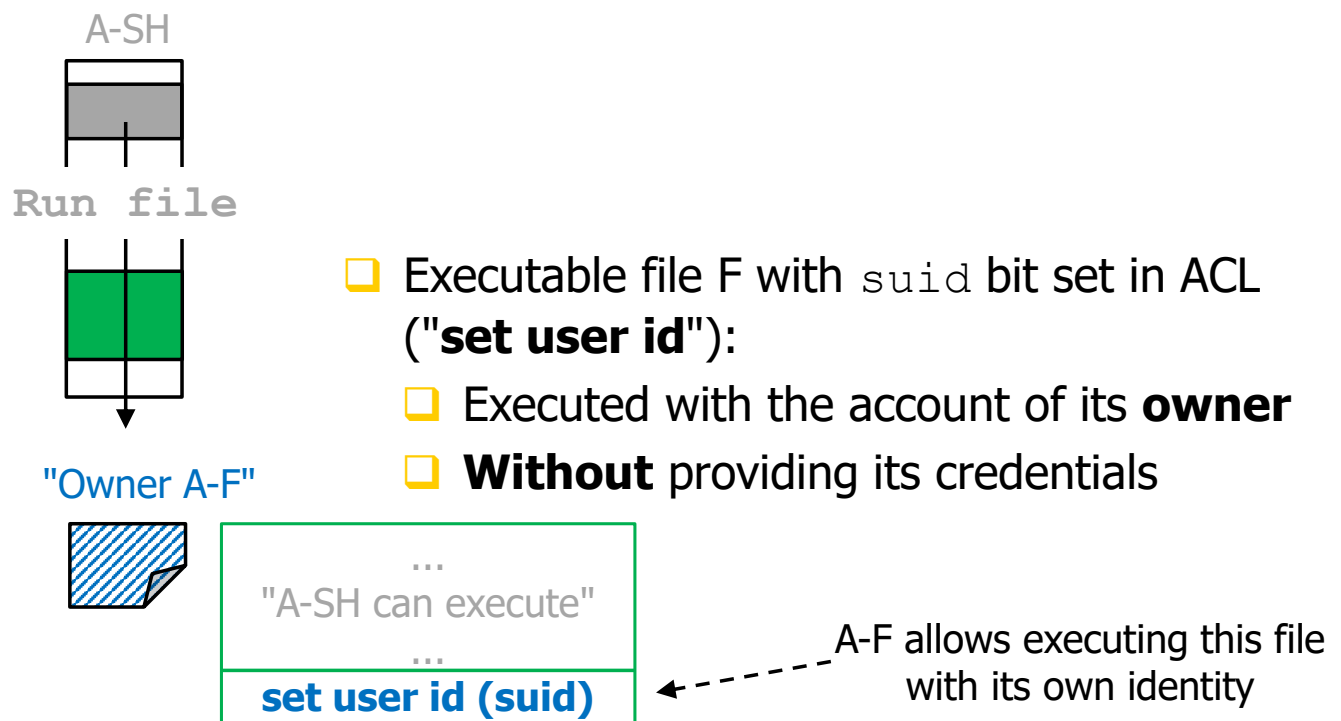 A-SH
Run file
Executable file F with suid bit set in ACL
("set user id"):
Executed with the account of its owner
Without providing its credentials
"Owner A-F"
...
"A-SH can execute"
...
set user id (suid)
A-F allows executing this file
with its own identity